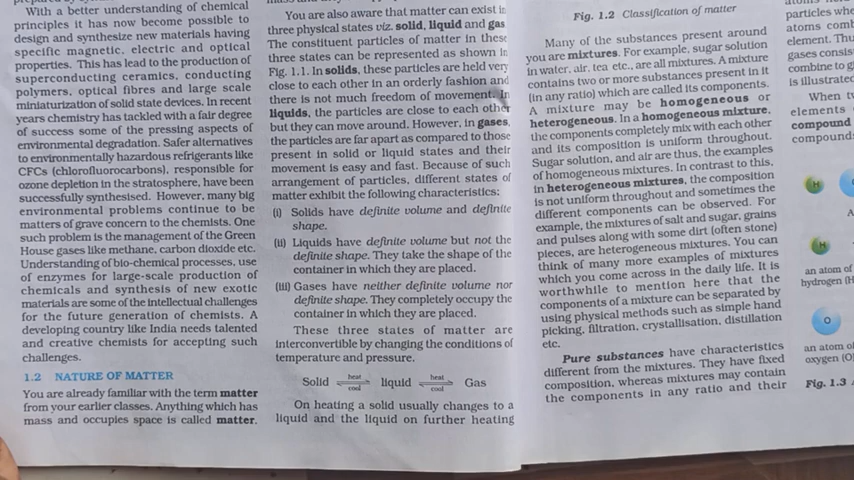 With a better understanding of chemical
principles it has now become possible to
design and synthesize new materials having
specific magnetic, electric and optical
properties. This has lead to the production of
superconducting ceramics, conducting
polymers, optical fibres and large scale
miniaturization of solid state devices. In recent
years chemistry has tackled with a fair degree
of success some of the pressing aspects of
environmental degradation. Safer alternatives
to environmentally hazardous refrigerants like
CFCs (chlorofluorocarbons), responsible for
ozone depletion in the stratosphere, have been
successfully synthesised. However, many big
environmental problems continue to be
matters of grave concern to the chemists. One
such problem is the management of the Green
House gases like methane, carbon dioxide etc.
Understanding of bio-chemical processes, use
of enzymes for large-scale production of
chemicals and synthesis of new exotic
materials are some of the intellectual challenges
for the future generation of chemists. A
developing country like India needs talented
and creative chemists for accepting such
challenges.
1.2 NATURE OF MATTER
You are already familiar with the term matter
from your earlier classes. Anything which has
mass and occupies space is called matter.
You are also aware that matter can exist in
three physical states viz. solid, liquid and gas.
The constituent particles of matter in these
three states can be represented as shown in
Fig. 1.1. In solids, these particles are held very
close to each other in an orderly fashion and
there is not much freedom of movement. In
liquids, the particles are close to each other
but they can move around. However, in gases,
the particles are far apart as compared to those
present in solid or liquid states and their
movement is easy and fast. Because of such
arrangement of particles, different states of
matter exhibit the following characteristics:
(i) Solids have definite volume and definite
shape.
(ii) Liquids have definite volume but not the
definite shape. They take the shape of the
container in which they are placed.
(iii) Gases have neither definite volume nor
definite shape. They completely occupy the
container in which they are placed.
These three states of matter are
interconvertible by changing the conditions of
temperature and pressure.
Solid ⇌ heat cool liquid ⇌ heat cool Gas
On heating a solid usually changes to a
liquid and the liquid on further heating
Fig. 1.2 Classification of matter
Many of the substances present around
you are mixtures. For example, sugar solution
in water, air, tea etc., are all mixtures. A mixture
contains two or more substances present in it
(in any ratio) which are called its components.
A mixture may be homogeneous or
heterogeneous. In a homogeneous mixture,
the components completely mix with each other
and its composition is uniform throughout.
Sugar solution, and air are thus, the examples
of homogeneous mixtures. In contrast to this,
in heterogeneous mixtures, the composition
is not uniform throughout and sometimes the
different components can be observed. For
example, the mixtures of salt and sugar, grains
and pulses along with some dirt (often stone)
pieces, are heterogeneous mixtures. You can
think of many more examples of mixtures
which you come across in the daily life. It is
worthwhile to mention here that the
components of a mixture can be separated by
using physical methods such as simple hand
picking, filtration, crystallisation, distillation
etc.
Pure substances have characteristics
different from the mixtures. They have fixed
composition, whereas mixtures may contain
the components in any ratio and their
particles
atoms
element.
gases
combine to
is illustrated
When
elements
compound
H
H
an atom of
hydrogen
O
an atom of
oxygen
Fig. 1.3